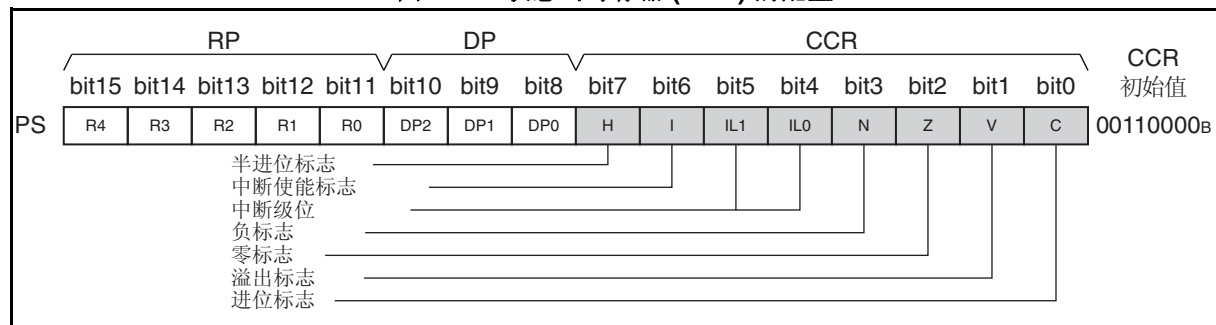 RP DP CCR CCR
bit15 bit14 bit13 bit12 bit11 bit10 bit9 bit8 bit7 bit6 bit5 bit4 bit3 bit2 bit1 bit0 初始值
PS R4 R3 R2 R1 R0 DP2 DP1 DP0 H I IL1 IL0 N Z V C 00110000B
半进位标志
中断使能标志
中断级位
负标志
零标志
溢出标志
进位标志